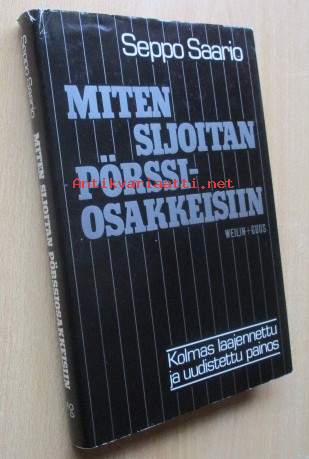 Seppo Saario
MITEN
SIJOITAN
PÖRSSI-
OSAKKEISIIN
WEILIN+GÖÖS
Kolmas laajennettu
ja uudistettu painos
Seppo Saario
MITEN SIJOITAN PÖRSSIOSAKKEISIIN
Antikvariaatti.net